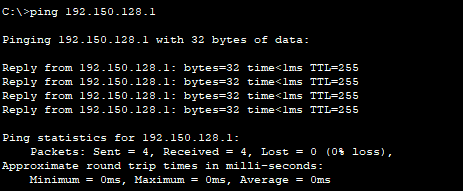 C:\>ping 192.150.128.1
Pinging 192.150.128.1 with 32 bytes of data:
Reply from 192.150.128.1: bytes=32 time<1ms TTL=255
Reply from 192.150.128.1: bytes=32 time<1ms TTL=255
Reply from 192.150.128.1: bytes=32 time<1ms TTL=255
Reply from 192.150.128.1: bytes=32 time<1ms TTL=255
Ping statistics for 192.150.128.1:
    Packets: Sent = 4, Received = 4, Lost = 0 (0% loss),
Approximate round trip times in milli-seconds:
    Minimum = 0ms, Maximum = 0ms, Average = 0ms